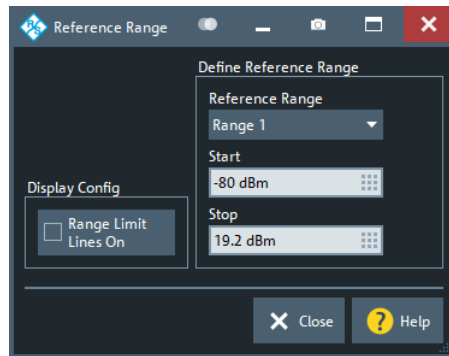 Reference Range
Define Reference Range
Reference Range
Range 1
Start
-80 dBm
Display Config
Stop
Range Limit
Lines On
19.2 dBm
Close
? Help